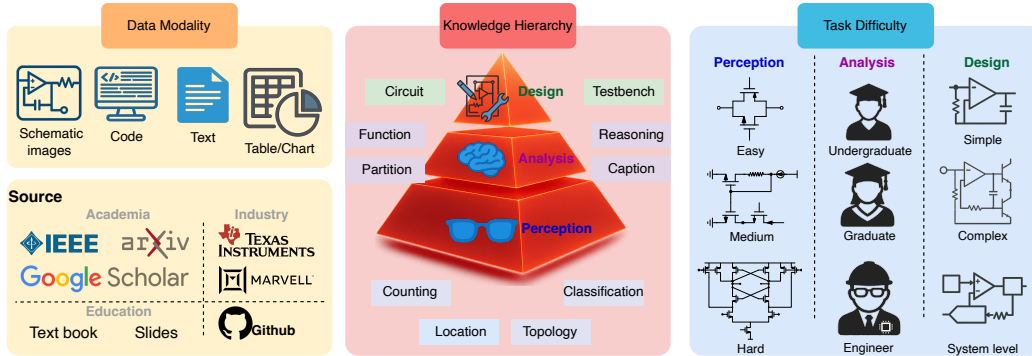 Data Modality
Schematic
images
Code
Text
Table/Chart
Source
Academia
Industry
IEEE
arXiv
TEXAS
INSTRUMENTS
Google Scholar
MARVELL
Education
Text book
Slides
Github
Knowledge Hierarchy
Circuit
Design
Testbench
Function
Reasoning
Partition
Analysis
Caption
Perception
Counting
Classification
Location
Topology
Task Difficulty
Perception
Analysis
Design
Easy
Undergraduate
Simple
Medium
Graduate
Complex
Hard
Engineer
System level